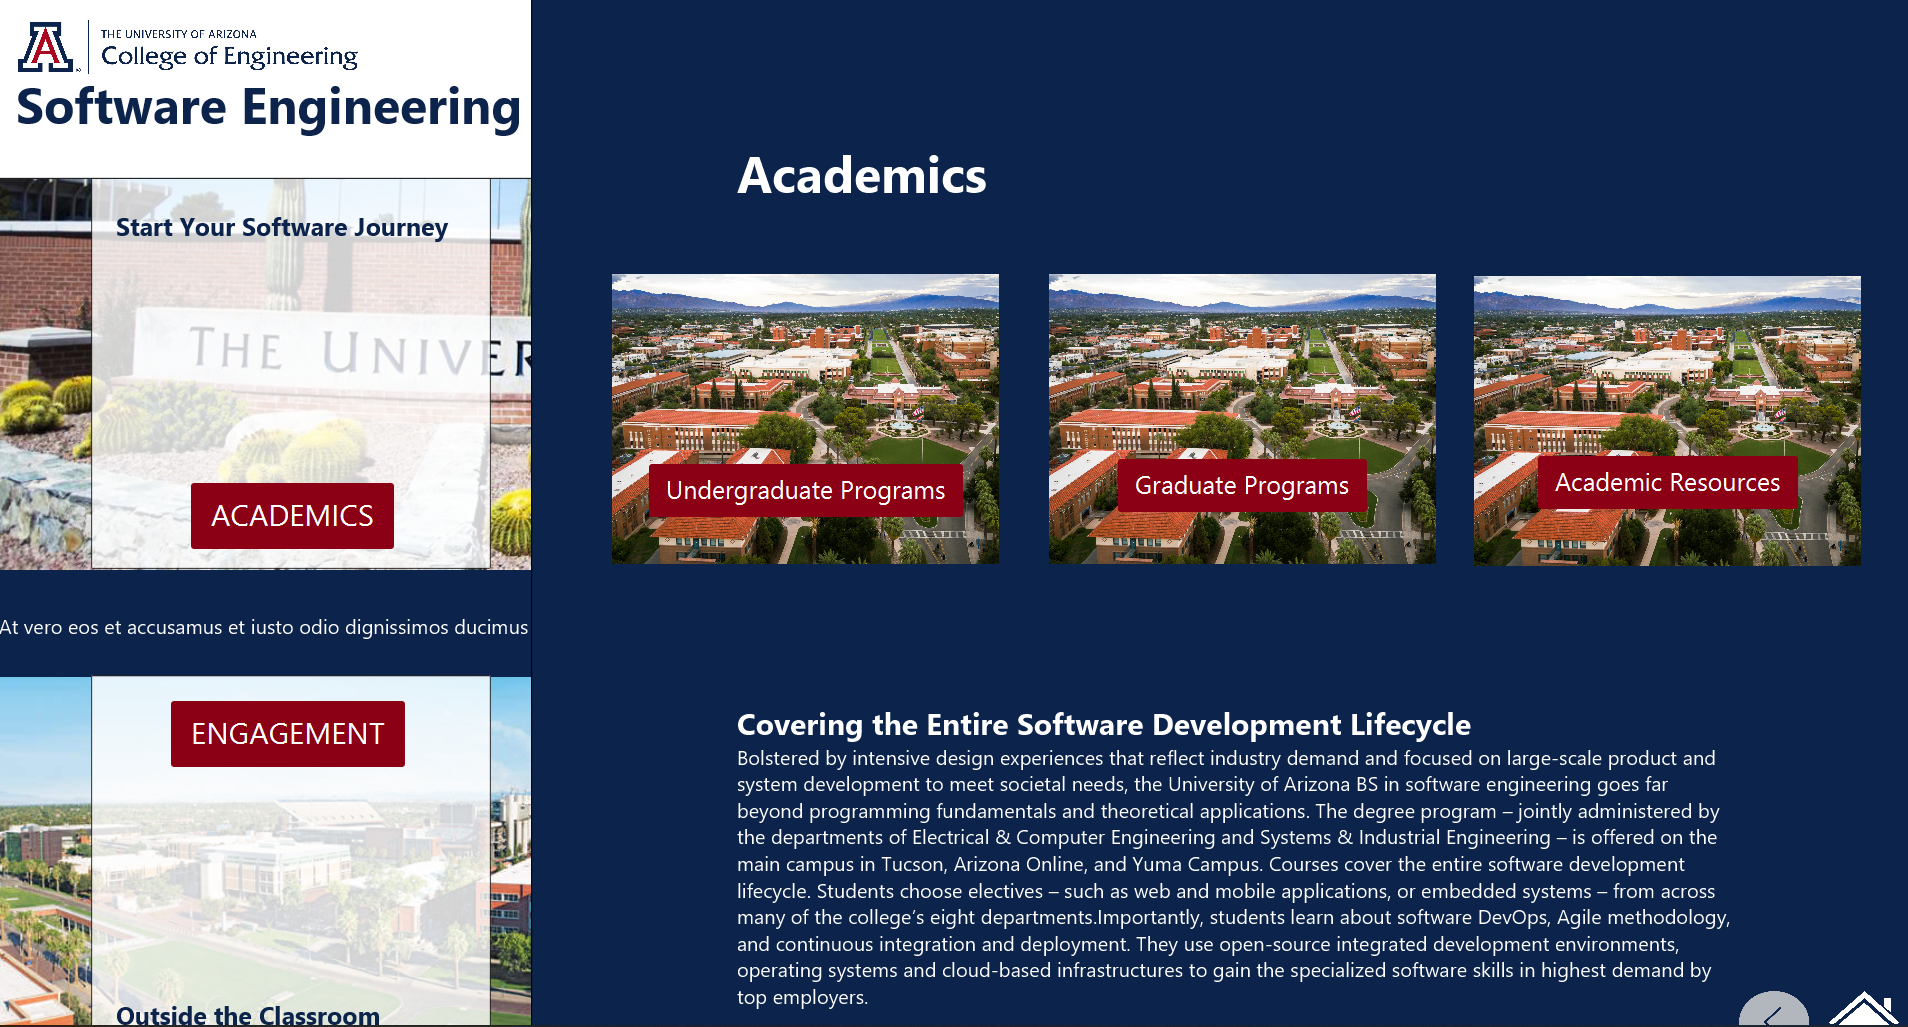 THE UNIVERSITY OF ARIZONA
College of Engineering
Software Engineering
Start Your Software Journey
THE UNIVER
ACADEMICS
At vero eos et accusamus et iusto odio dignissimos ducimus
ENGAGEMENT
Outside the Classroom
Academics
Undergraduate Programs
Graduate Programs
Academic Resources
Covering the Entire Software Development Lifecycle
Bolstered by intensive design experiences that reflect industry demand and focused on large-scale product and
system development to meet societal needs, the University of Arizona BS in software engineering goes far
beyond programming fundamentals and theoretical applications. The degree program – jointly administered by
the departments of Electrical & Computer Engineering and Systems & Industrial Engineering – is offered on the
main campus in Tucson, Arizona Online, and Yuma Campus. Courses cover the entire software development
lifecycle. Students choose electives – such as web and mobile applications, or embedded systems – from across
many of the college’s eight departments.Importantly, students learn about software DevOps, Agile methodology,
and continuous integration and deployment. They use open-source integrated development environments,
operating systems and cloud-based infrastructures to gain the specialized software skills in highest demand by
top employers.